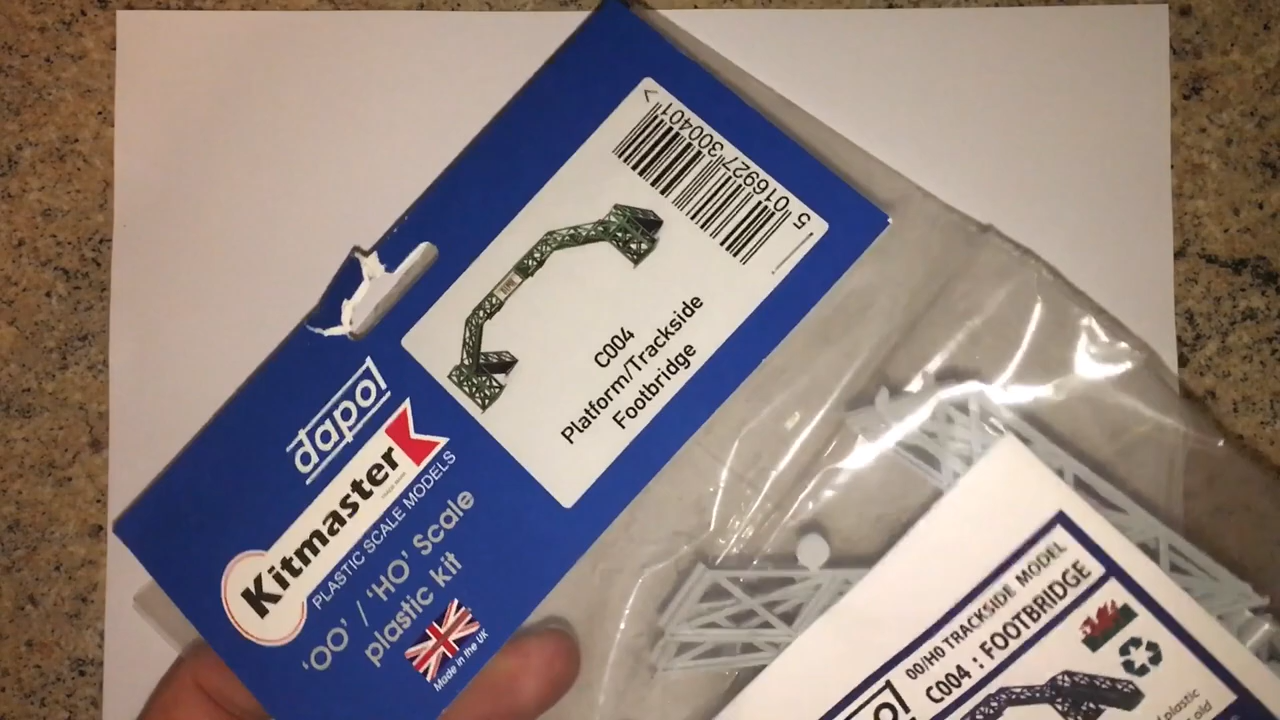 5 016927 300401 >
C004
Platform/Trackside
Footbridge
dapol
Kitmaster
PLASTIC SCALE MODELS
'OO' / 'HO' Scale
plastic kit
Made in the UK
00/H0 TRACKSIDE MODEL
C004 : FOOTBRIDGE
plastic